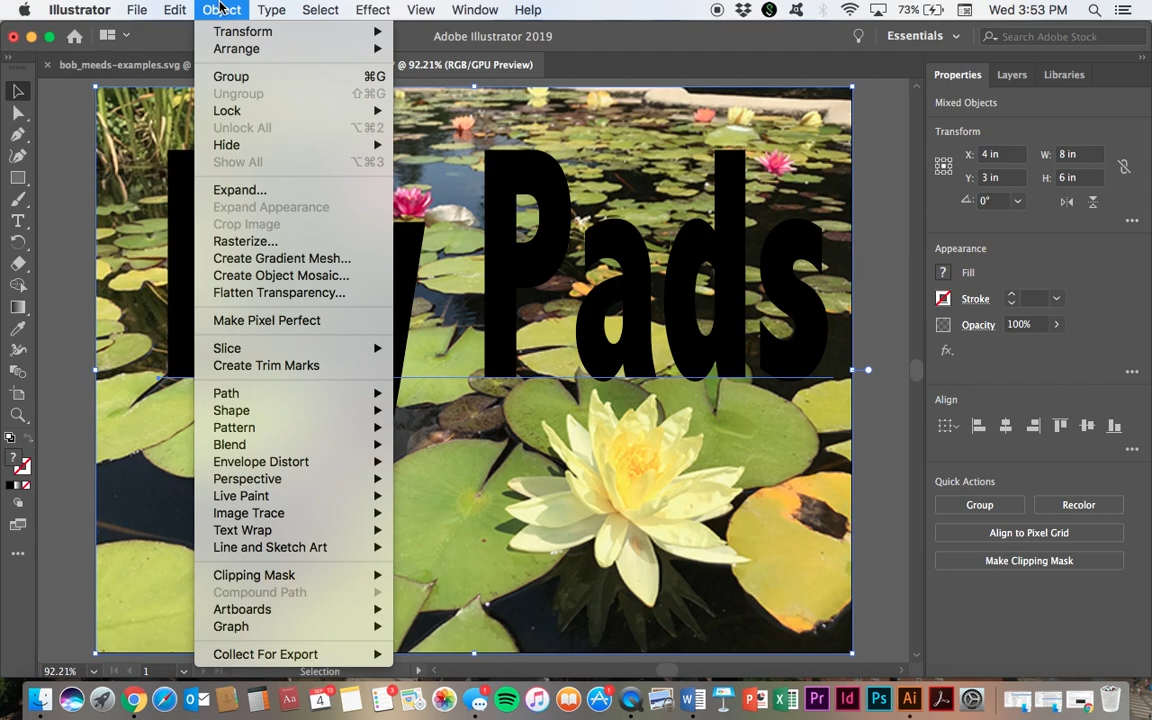 Illustrator File Edit Object Type Select Effect View Window Help 73% Wed 3:53 PM
Adobe Illustrator 2019 Essentials Search Adobe Stock
bob_meeds-examples.svg @ @ 92.21% (RGB/GPU Preview)
Transform
Arrange
Group ⌘G
Ungroup ⇧⌘G
Lock
Unlock All ⌥⌘2
Hide
Show All ⌥⌘3
Expand...
Expand Appearance
Crop Image
Rasterize...
Create Gradient Mesh...
Create Object Mosaic...
Flatten Transparency...
Make Pixel Perfect
Slice
Create Trim Marks
Path
Shape
Pattern
Blend
Envelope Distort
Perspective
Live Paint
Image Trace
Text Wrap
Line and Sketch Art
Clipping Mask
Compound Path
Artboards
Graph
Collect For Export
Pads
Properties Layers Libraries
Mixed Objects
Transform
X: 4 in W: 8 in
Y: 3 in H: 6 in
0°
Appearance
? Fill
Stroke
Opacity 100%
fx
Align
Quick Actions
Group Recolor
Align to Pixel Grid
Make Clipping Mask
92.21% 1 Selection